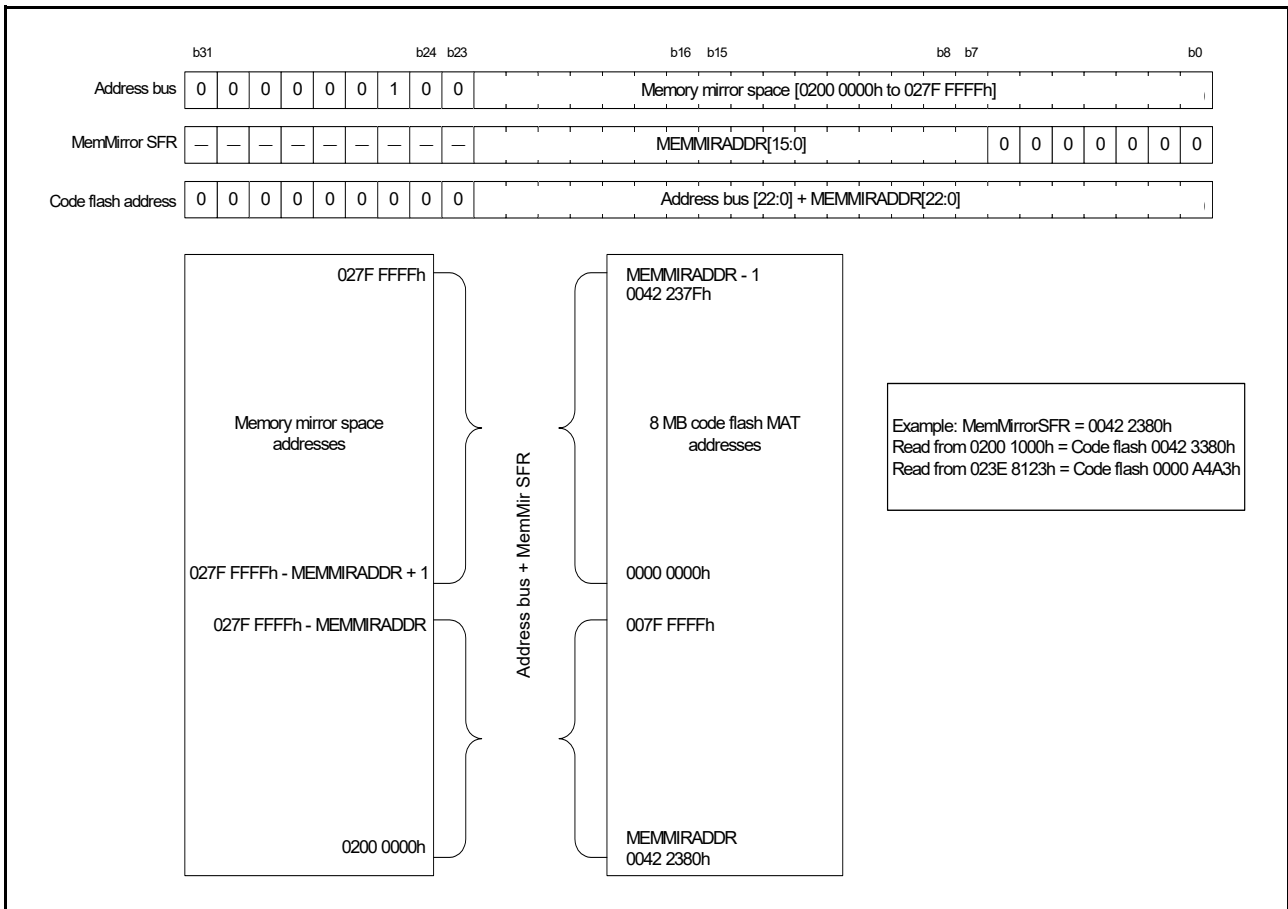 b31 b24 b23 b16 b15 b8 b7 b0
Address bus 0 0 0 0 0 0 1 0 0 Memory mirror space [0200 0000h to 027F FFFFh]
MemMirror SFR — — — — — — — — — MEMMIRADDR[15:0] 0 0 0 0 0 0 0
Code flash address 0 0 0 0 0 0 0 0 0 Address bus [22:0] + MEMMIRADDR[22:0]
027F FFFFh
Memory mirror space
addresses
027F FFFFh - MEMMIRADDR + 1
027F FFFFh - MEMMIRADDR
0200 0000h
Address bus + MemMir SFR
MEMMIRADDR - 1
0042 237Fh
8 MB code flash MAT
addresses
0000 0000h
007F FFFFh
MEMMIRADDR
0042 2380h
Example: MemMirrorSFR = 0042 2380h
Read from 0200 1000h = Code flash 0042 3380h
Read from 023E 8123h = Code flash 0000 A4A3h